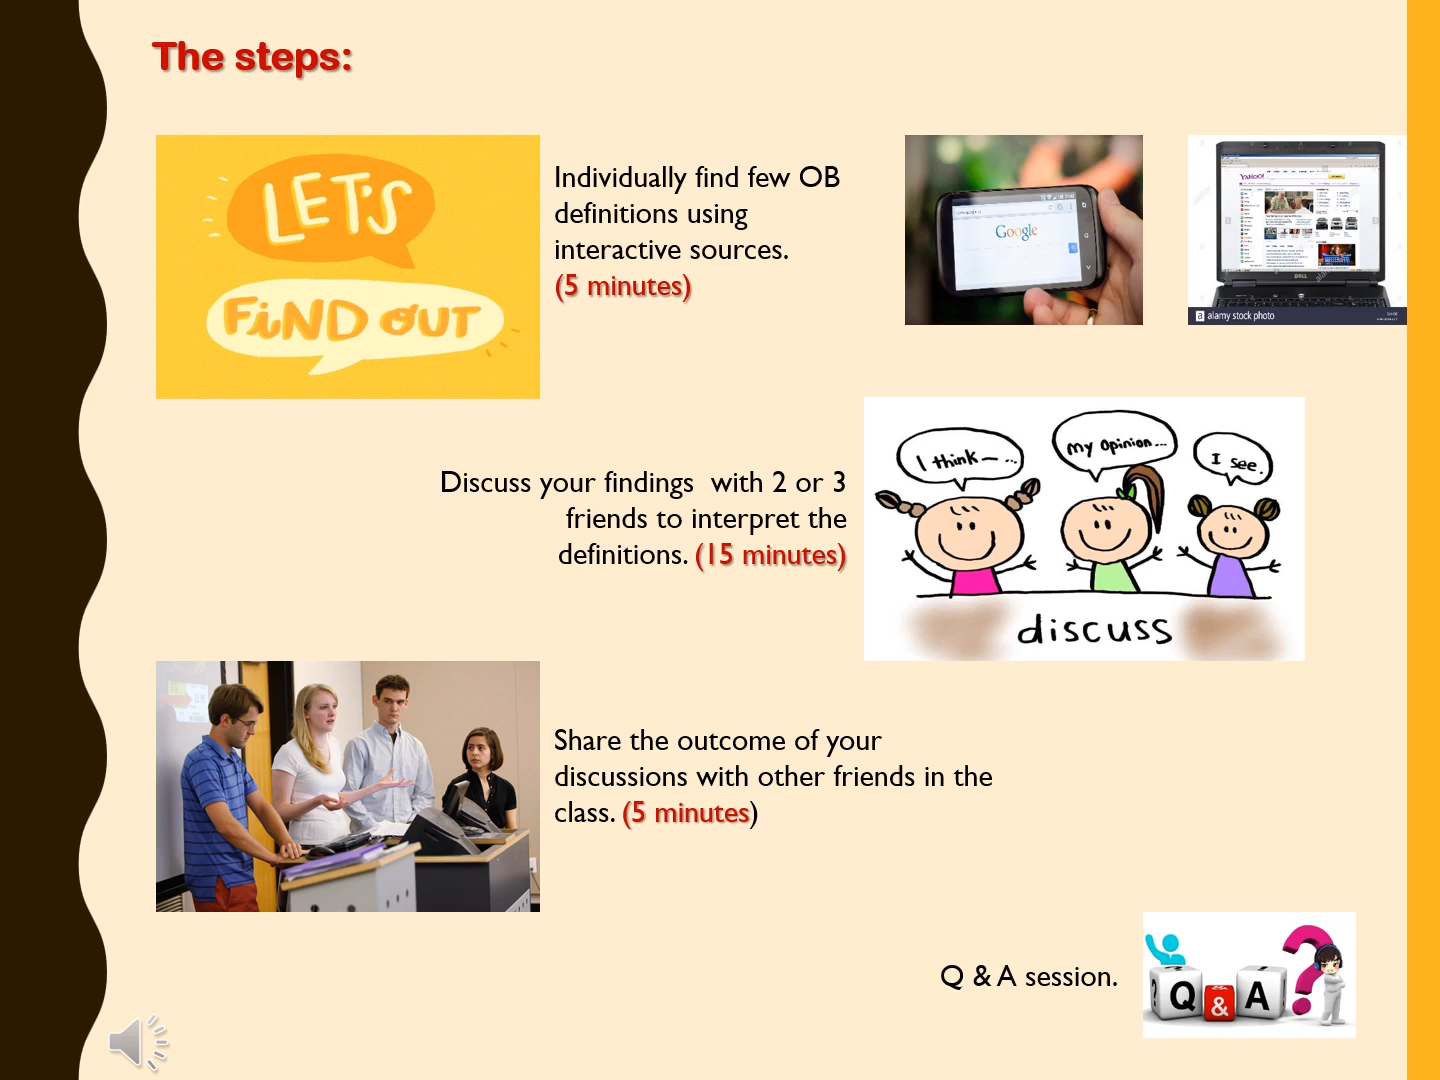 The steps:
LET'S
FiND OUT
Individually find few OB
definitions using
interactive sources.
(5 minutes)
Google
YAHOO!
DELL
a alamy stock photo
Discuss your findings  with 2 or 3
friends to interpret the
definitions. (15 minutes)
I think — ...
my opinion...
I see.
discuss
Share the outcome of your
discussions with other friends in the
class. (5 minutes)
Q & A session.
? Q & A ?